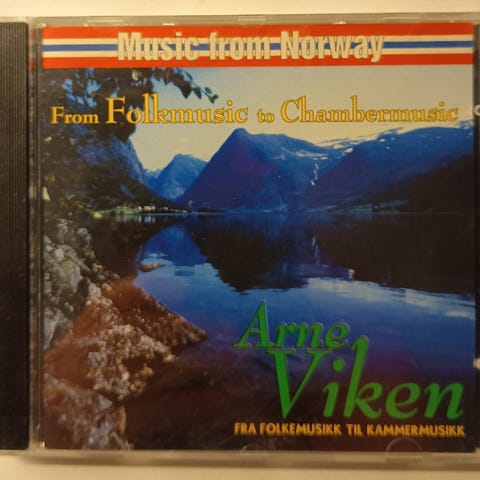 Music from Norway
From Folkmusic to Chambermusic
Arne
Viken
FRA FOLKEMUSIKK TIL KAMMERMUSIKK